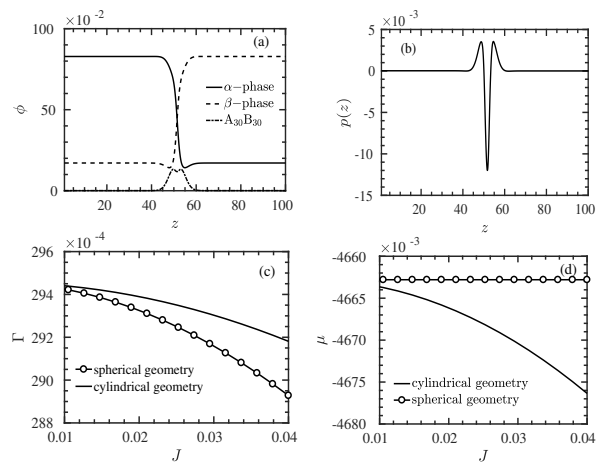 ×10⁻²
(a)
100
50
0
ϕ
α−phase
β−phase
A₃₀B₃₀
0 20 40 60 80 100
z
×10⁻³
(b)
5
0
-5
-10
-15
p(z)
0 20 40 60 80 100
z
×10⁻⁴
(c)
296
294
292
290
288
Γ
spherical geometry
cylindrical geometry
0.01 0.02 0.03 0.04
J
×10⁻³
(d)
-4660
-4665
-4670
-4675
-4680
μ
cylindrical geometry
spherical geometry
0.01 0.02 0.03 0.04
J